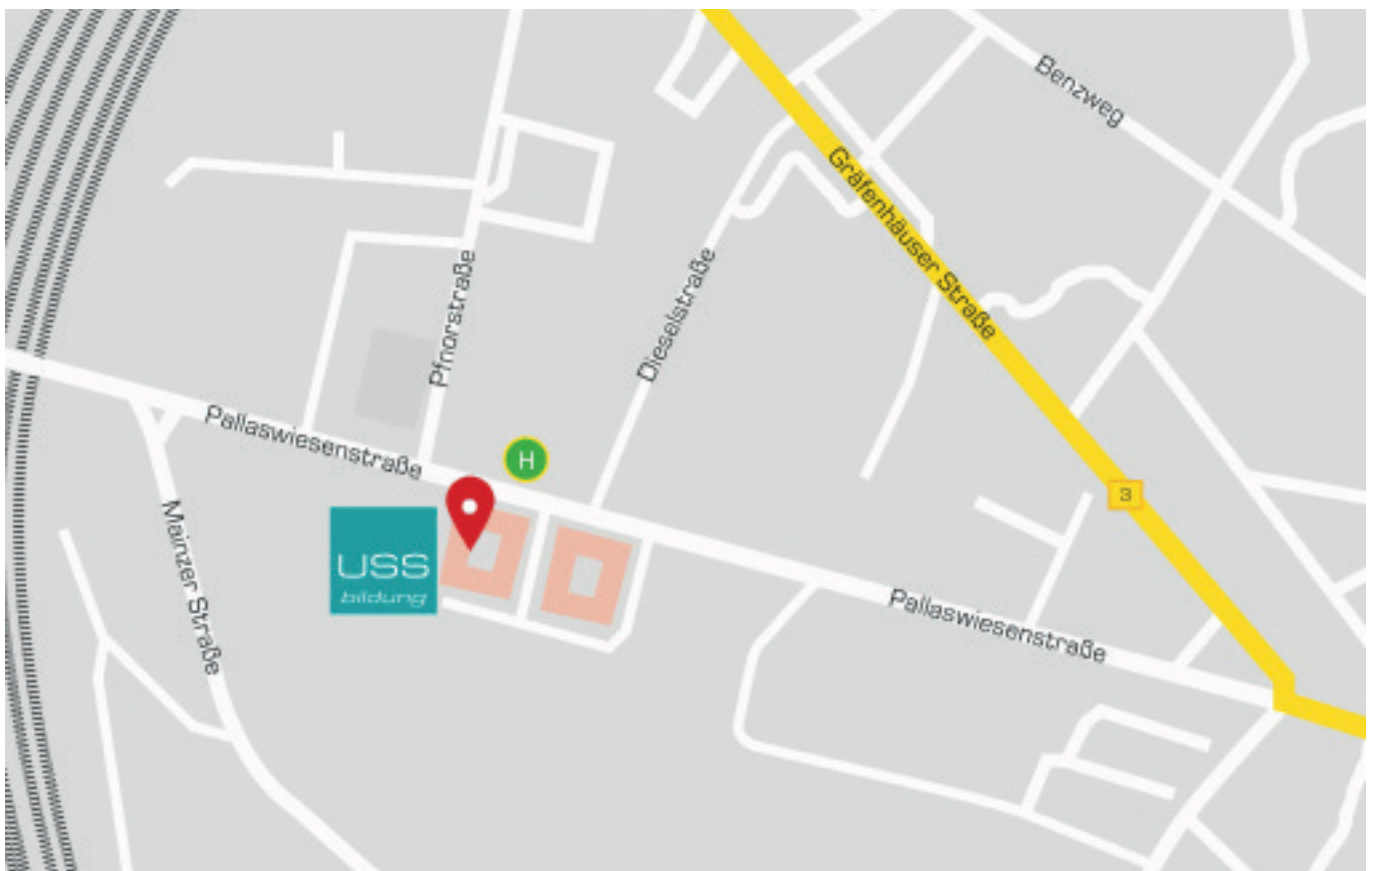 Benzweg
Gräfenhäuser Straße
Pfnorstraße
Dieselstraße
Pallaswiesenstraße
H
3
Mainzer Straße
USS
bildung
Pallaswiesenstraße